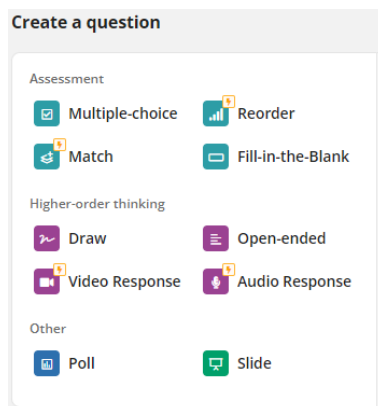 Create a question
Assessment
Multiple-choice
Reorder
Match
Fill-in-the-Blank
Higher-order thinking
Draw
Open-ended
Video Response
Audio Response
Other
Poll
Slide